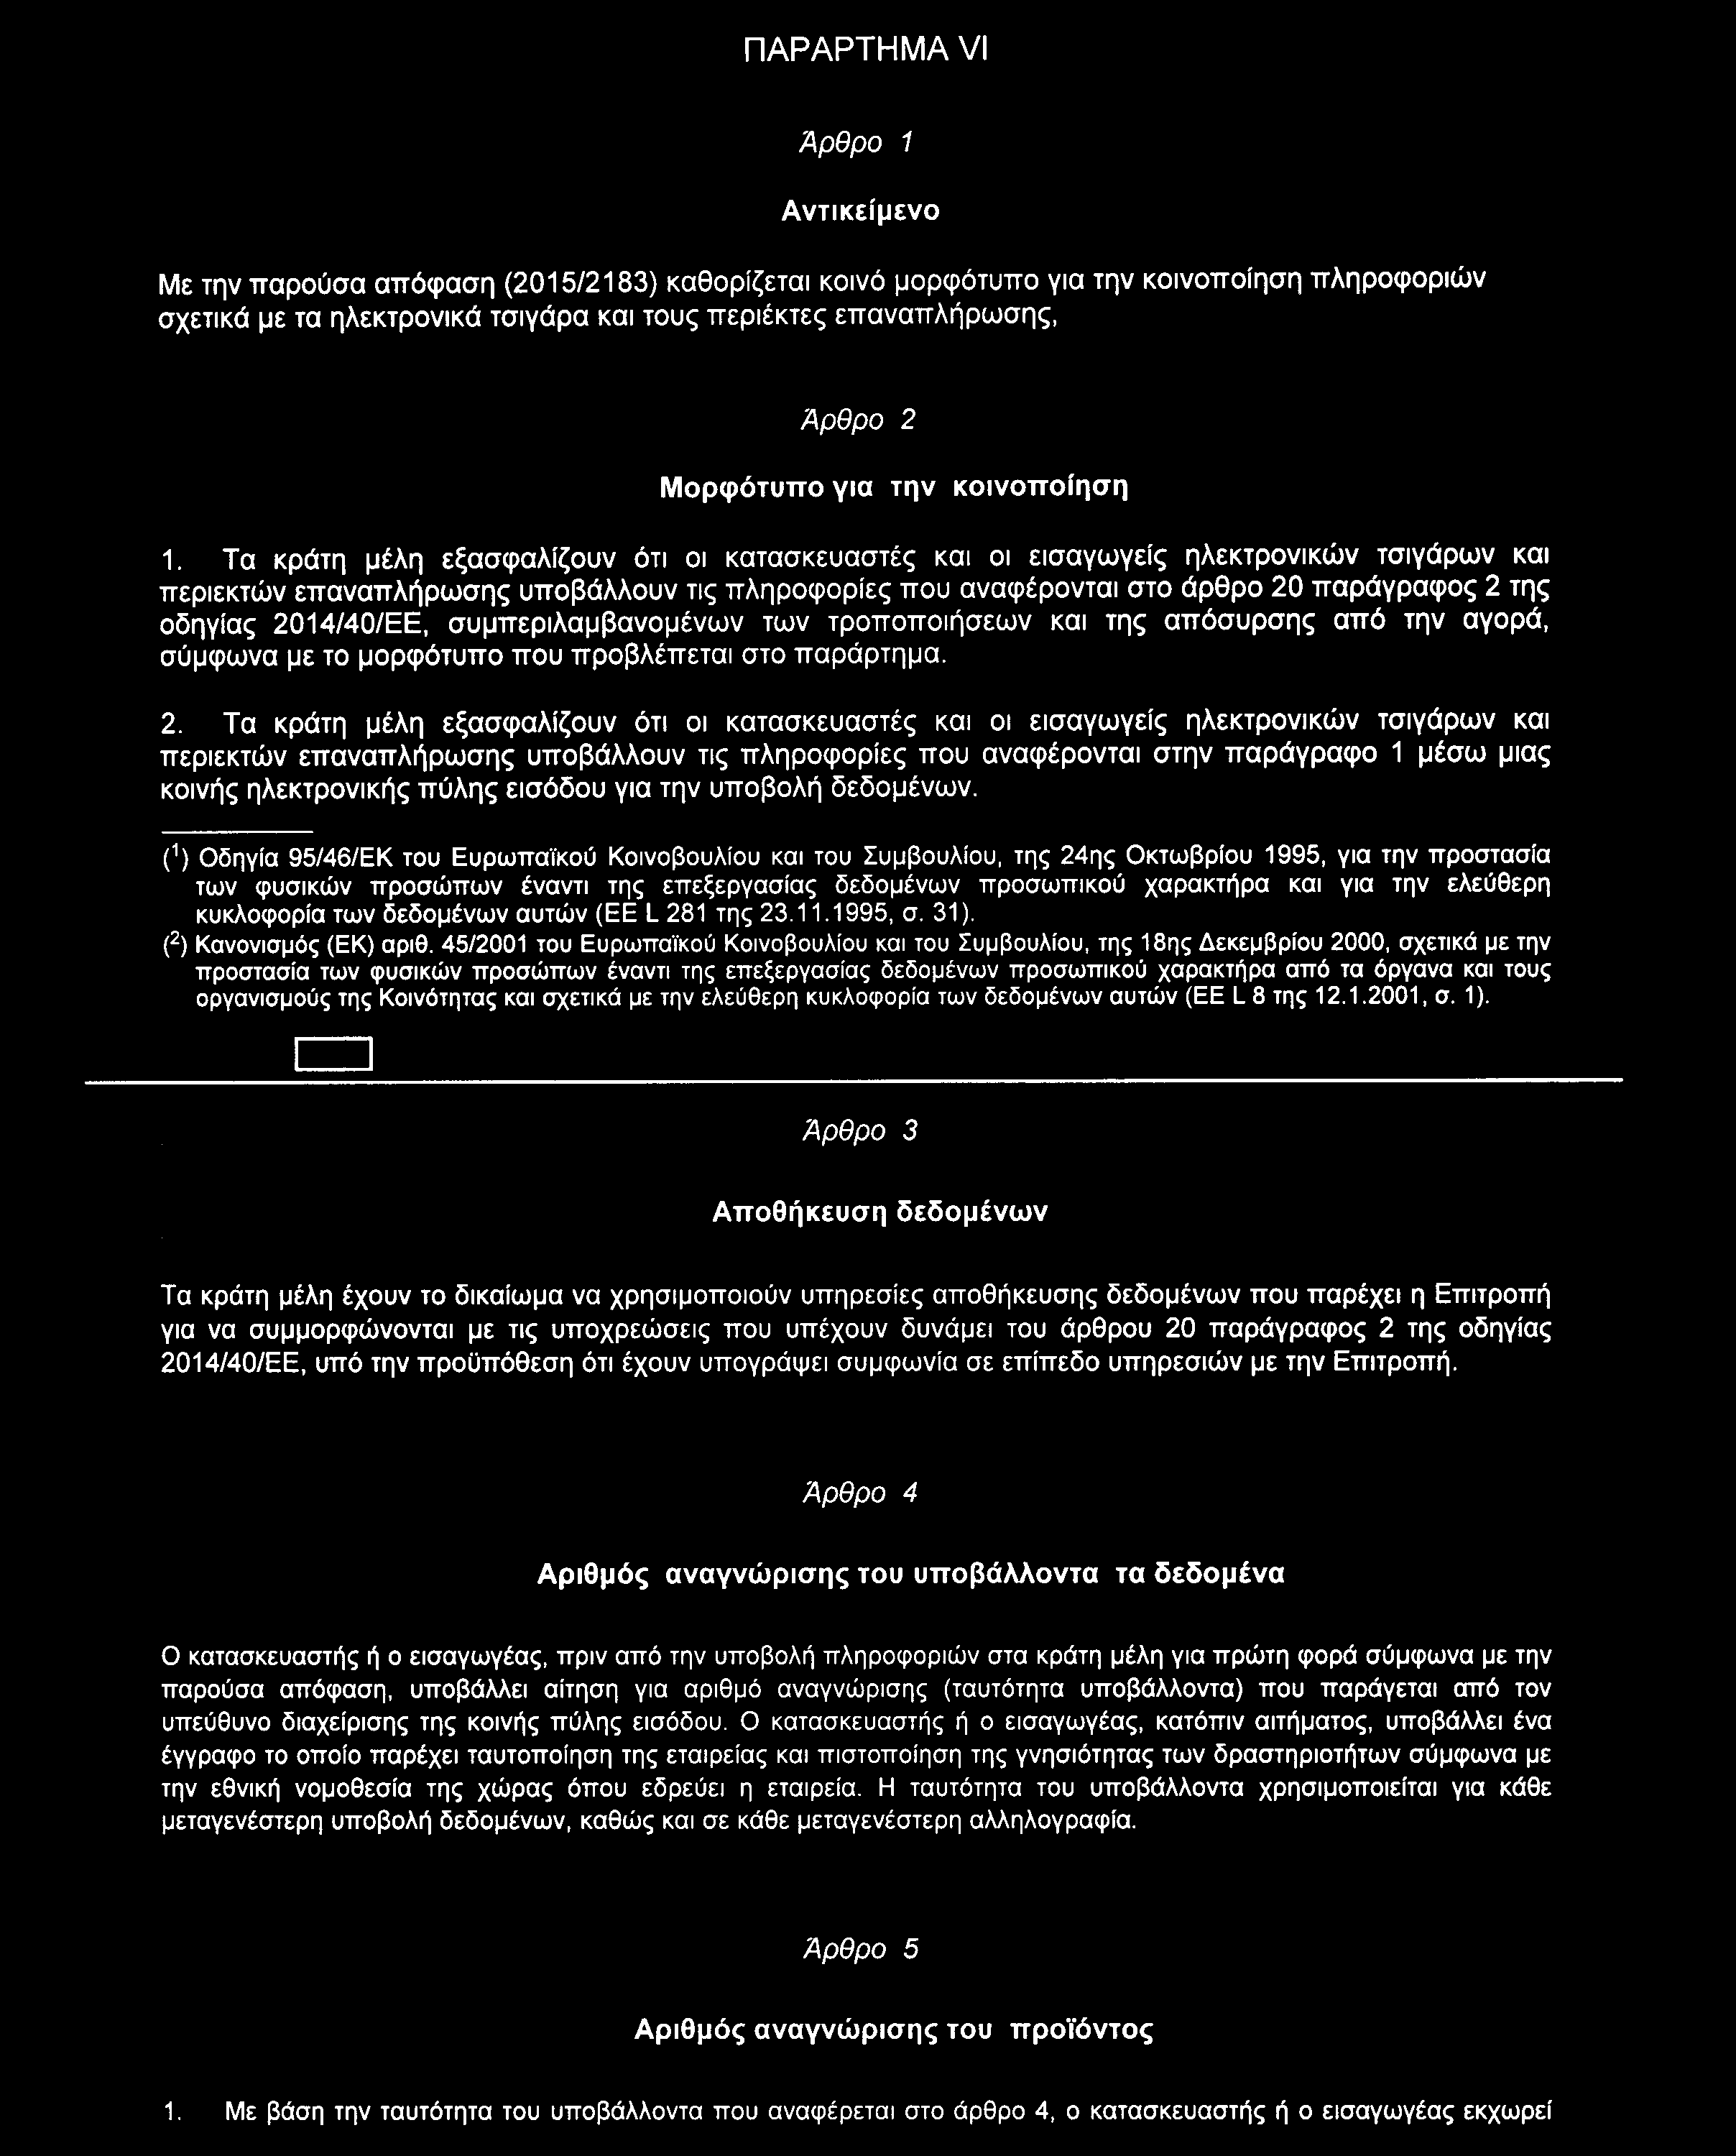 ΠΑΡΑΡΤΗΜΑ VI
Άρθρο 1
Αντικείμενο
Με την παρούσα απόφαση (2015/2183) καθορίζεται κοινό μορφότυπο για την κοινοποίηση πληροφοριών
σχετικά με τα ηλεκτρονικά τσιγάρα και τους περιέκτες επαναπλήρωσης,
Άρθρο 2
Μορφότυπο για την κοινοποίηση
1. Τα κράτη μέλη εξασφαλίζουν ότι οι κατασκευαστές και οι εισαγωγείς ηλεκτρονικών τσιγάρων και
περιεκτών επαναπλήρωσης υποβάλλουν τις πληροφορίες που αναφέρονται στο άρθρο 20 παράγραφος 2 της
οδηγίας 2014/40/ΕΕ, συμπεριλαμβανομένων των τροποποιήσεων και της απόσυρσης από την αγορά,
σύμφωνα με το μορφότυπο που προβλέπεται στο παράρτημα.
2. Τα κράτη μέλη εξασφαλίζουν ότι οι κατασκευαστές και οι εισαγωγείς ηλεκτρονικών τσιγάρων και
περιεκτών επαναπλήρωσης υποβάλλουν τις πληροφορίες που αναφέρονται στην παράγραφο 1 μέσω μιας
κοινής ηλεκτρονικής πύλης εισόδου για την υποβολή δεδομένων.
(1) Οδηγία 95/46/ΕΚ του Ευρωπαϊκού Κοινοβουλίου και του Συμβουλίου, της 24ης Οκτωβρίου 1995, για την προστασία
των φυσικών προσώπων έναντι της επεξεργασίας δεδομένων προσωπικού χαρακτήρα και για την ελεύθερη
κυκλοφορία των δεδομένων αυτών (ΕΕ L 281 της 23.11.1995, σ. 31).
(2) Κανονισμός (ΕΚ) αριθ. 45/2001 του Ευρωπαϊκού Κοινοβουλίου και του Συμβουλίου, της 18ης Δεκεμβρίου 2000, σχετικά με την
προστασία των φυσικών προσώπων έναντι της επεξεργασίας δεδομένων προσωπικού χαρακτήρα από τα όργανα και τους
οργανισμούς της Κοινότητας και σχετικά με την ελεύθερη κυκλοφορία των δεδομένων αυτών (ΕΕ L 8 της 12.1.2001, σ. 1).
Άρθρο 3
Αποθήκευση δεδομένων
Τα κράτη μέλη έχουν το δικαίωμα να χρησιμοποιούν υπηρεσίες αποθήκευσης δεδομένων που παρέχει η Επιτροπή
για να συμμορφώνονται με τις υποχρεώσεις που υπέχουν δυνάμει του άρθρου 20 παράγραφος 2 της οδηγίας
2014/40/ΕΕ, υπό την προϋπόθεση ότι έχουν υπογράψει συμφωνία σε επίπεδο υπηρεσιών με την Επιτροπή.
Άρθρο 4
Αριθμός αναγνώρισης του υποβάλλοντα τα δεδομένα
Ο κατασκευαστής ή ο εισαγωγέας, πριν από την υποβολή πληροφοριών στα κράτη μέλη για πρώτη φορά σύμφωνα με την
παρούσα απόφαση, υποβάλλει αίτηση για αριθμό αναγνώρισης (ταυτότητα υποβάλλοντα) που παράγεται από τον
υπεύθυνο διαχείρισης της κοινής πύλης εισόδου. Ο κατασκευαστής ή ο εισαγωγέας, κατόπιν αιτήματος, υποβάλλει ένα
έγγραφο το οποίο παρέχει ταυτοποίηση της εταιρείας και πιστοποίηση της γνησιότητας των δραστηριοτήτων σύμφωνα με
την εθνική νομοθεσία της χώρας όπου εδρεύει η εταιρεία. Η ταυτότητα του υποβάλλοντα χρησιμοποιείται για κάθε
μεταγενέστερη υποβολή δεδομένων, καθώς και σε κάθε μεταγενέστερη αλληλογραφία.
Άρθρο 5
Αριθμός αναγνώρισης του προϊόντος
1. Με βάση την ταυτότητα του υποβάλλοντα που αναφέρεται στο άρθρο 4, ο κατασκευαστής ή ο εισαγωγέας εκχωρεί